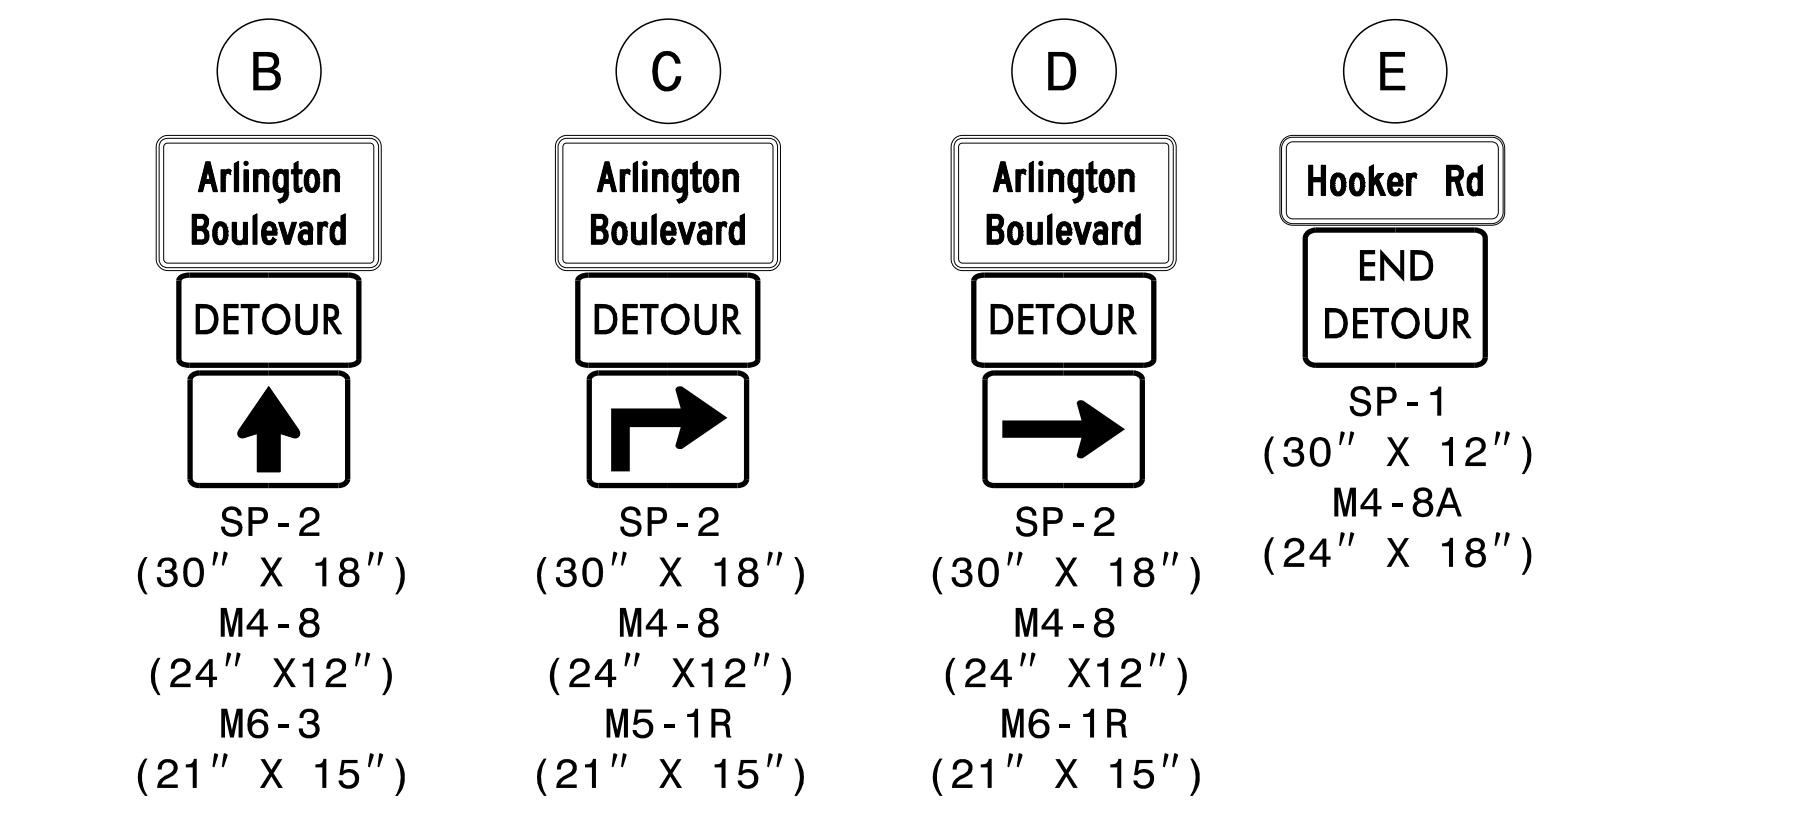 B
Arlington
Boulevard
DETOUR
SP-2
(30" X 18")
M4-8
(24" X12")
M6-3
(21" X 15")
C
Arlington
Boulevard
DETOUR
SP-2
(30" X 18")
M4-8
(24" X12")
M5-1R
(21" X 15")
D
Arlington
Boulevard
DETOUR
SP-2
(30" X 18")
M4-8
(24" X12")
M6-1R
(21" X 15")
E
Hooker Rd
END
DETOUR
SP-1
(30" X 12")
M4-8A
(24" X 18")